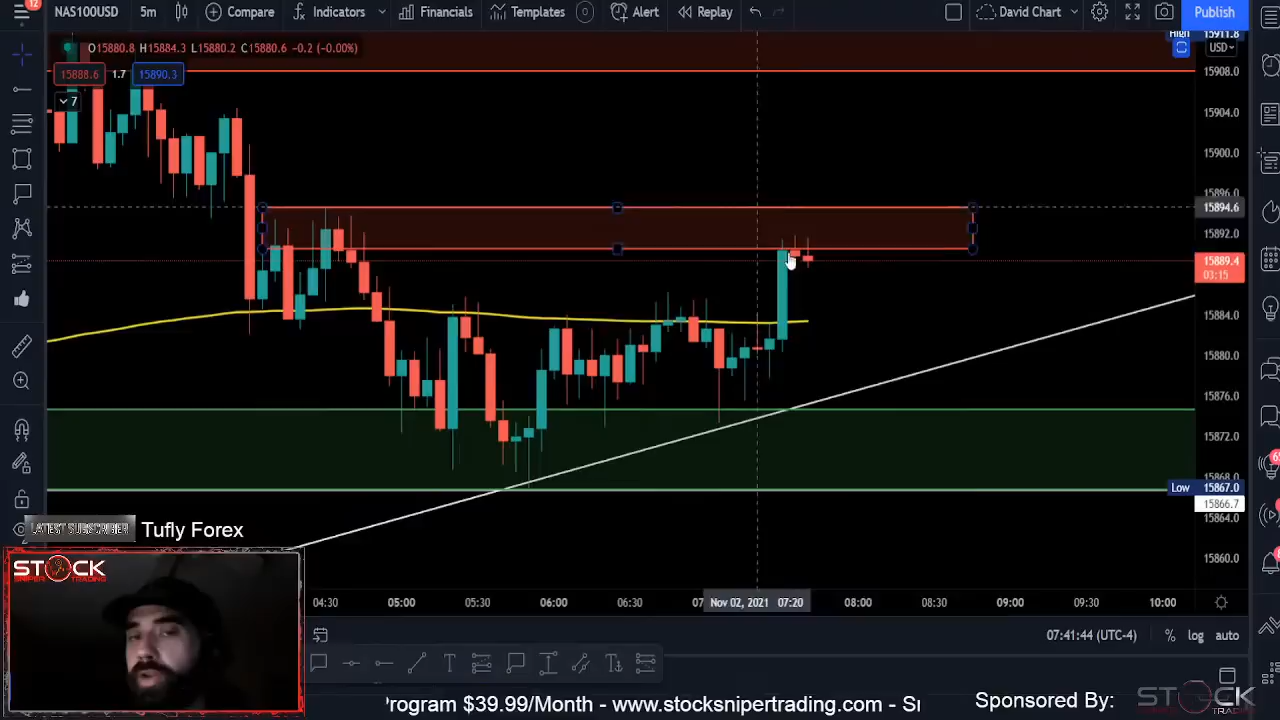 12
NAS100USD 5m Compare Indicators Financials Templates Alert Replay David Chart Publish
O15880.8 H15884.3 L15880.2 C15880.6 -0.2 (-0.00%)
15888.6 1.7 15890.3
7
High 15911.8
USD
15908.0
15904.0
15900.0
15896.0
15894.6
15892.0
15889.4
03:15
15884.0
15880.0
15876.0
15872.0
15868.0
Low 15867.0
15866.7
15864.0
15860.0
LATEST SUBSCRIBER Tufly Forex
STOCK
SNIPER TRADING
04:30 05:00 05:30 06:00 06:30 07 Nov 02, 2021 07:20 08:00 08:30 09:00 09:30 10:00
07:41:44 (UTC-4) % log auto
Program $39.99/Month - www.stocksnipertrading.com - S
Sponsored By:
STOCK